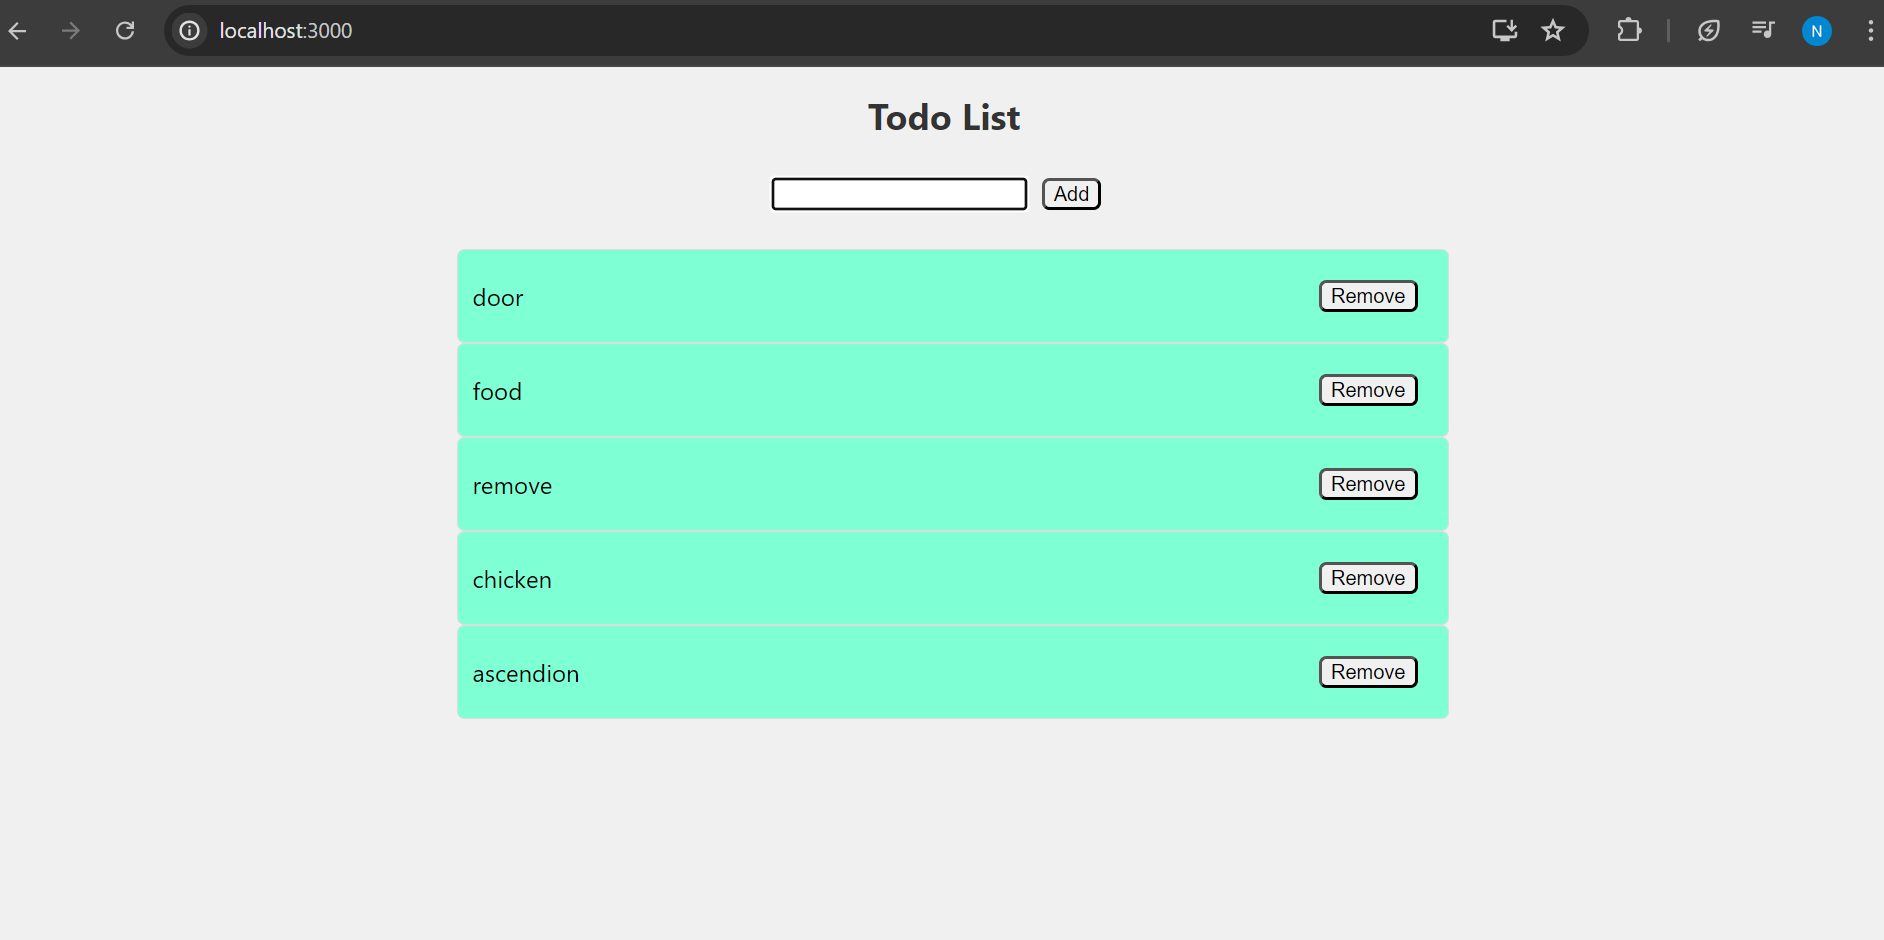 localhost:3000
N
Todo List
Add
door Remove
food Remove
remove Remove
chicken Remove
ascendion Remove